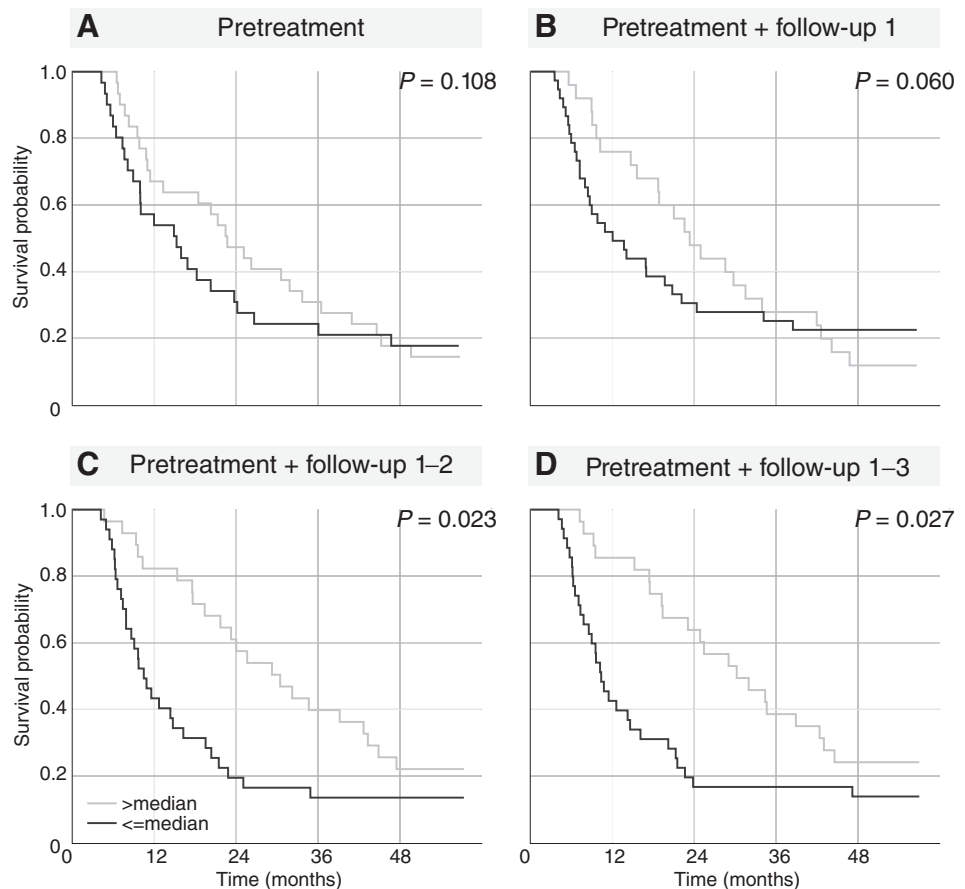 A Pretreatment
B Pretreatment + follow-up 1
P = 0.108
P = 0.060
Survival probability
1.0
0.8
0.6
0.4
0.2
0
C Pretreatment + follow-up 1–2
D Pretreatment + follow-up 1–3
P = 0.023
P = 0.027
Survival probability
1.0
0.8
0.6
0.4
0.2
>median
<=median
0 12 24 36 48
0 12 24 36 48
Time (months)
Time (months)